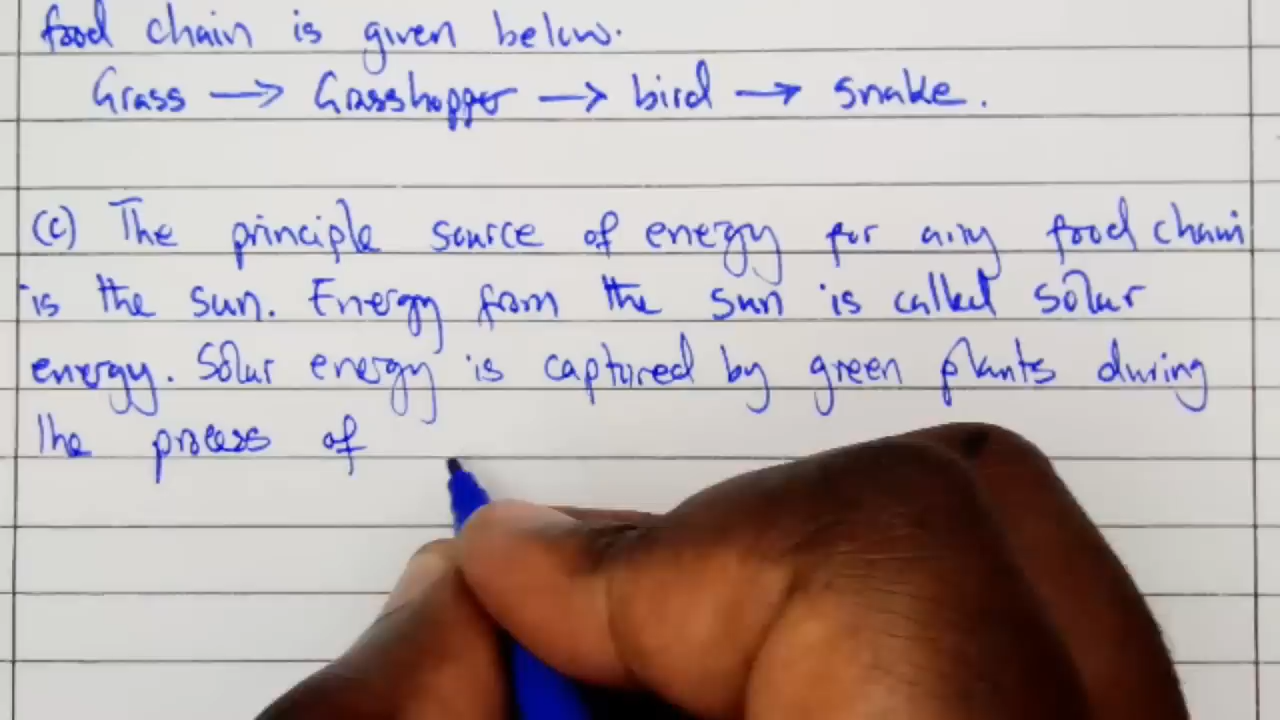 food chain is given below.
Grass → Grasshopper → bird → snake.
(c) The principle source of energy for any food chain
is the sun. Energy from the sun is called solar
energy. Solar energy is captured by green plants during
the process of